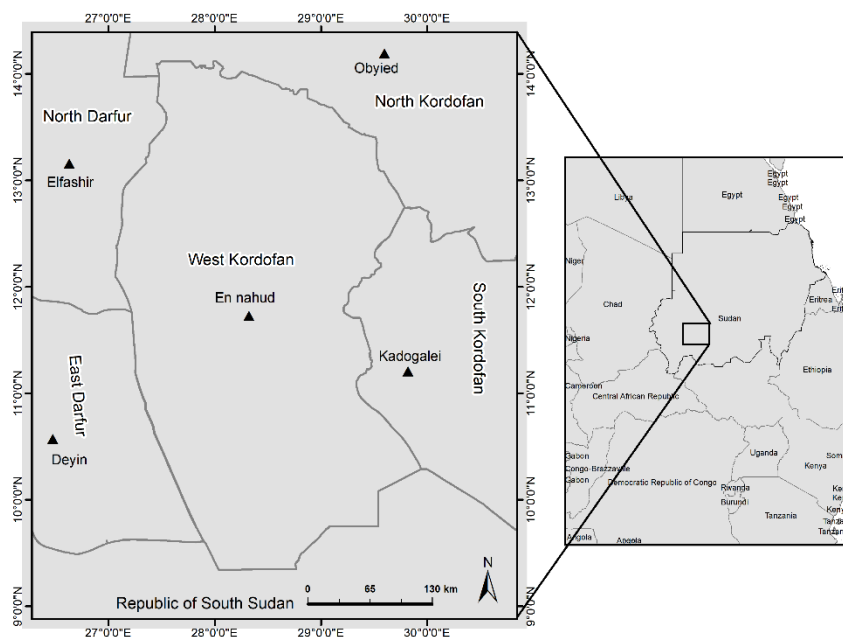 27°0'0"E 28°0'0"E 29°0'0"E 30°0'0"E
14°0'0"N
13°0'0"N
12°0'0"N
11°0'0"N
10°0'0"N
9°0'0"N
Obyied
North Kordofan
North Darfur
Elfashir
West Kordofan
En nahud
South Kordofan
Kadogalei
East Darfur
Deyin
N
0 65 130 km
Republic of South Sudan
14°0'0"N
13°0'0"N
12°0'0"N
11°0'0"N
10°0'0"N
9°0'0"N
27°0'0"E 28°0'0"E 29°0'0"E 30°0'0"E
Egypt
Egypt
Libya
Egypt
Egypt
Egypt
Egypt
Niger
Chad
Sudan
Eritrea
Nigeria
Ethiopia
Cameroon
Central African Republic
Gabon
Uganda
Kenya
Congo-Brazzaville
Gabon
Democratic Republic of Congo
Rwanda
Burundi
Tanzania
Angola
Angola